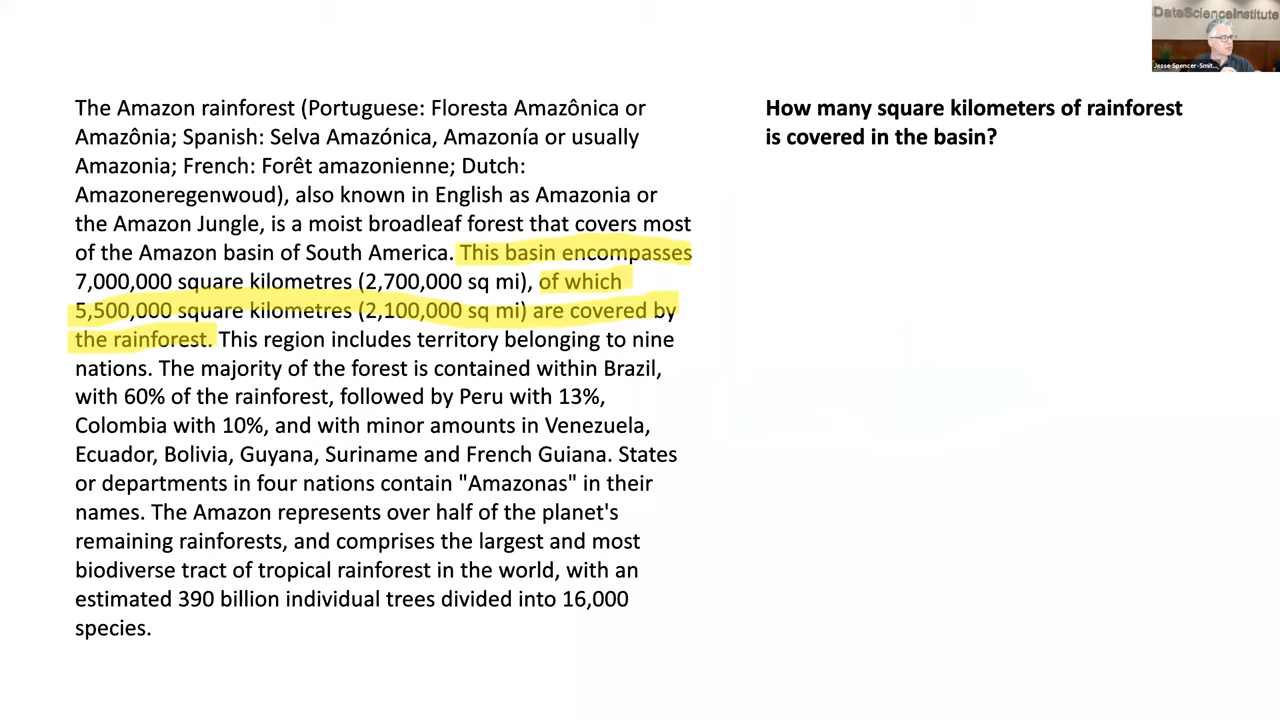 DataScienceInstitute
Jesse Spencer-Smit...
The Amazon rainforest (Portuguese: Floresta Amazônica or
Amazônia; Spanish: Selva Amazónica, Amazonía or usually
Amazonia; French: Forêt amazonienne; Dutch:
Amazoneregenwoud), also known in English as Amazonia or
the Amazon Jungle, is a moist broadleaf forest that covers most
of the Amazon basin of South America. This basin encompasses
7,000,000 square kilometres (2,700,000 sq mi), of which
5,500,000 square kilometres (2,100,000 sq mi) are covered by
the rainforest. This region includes territory belonging to nine
nations. The majority of the forest is contained within Brazil,
with 60% of the rainforest, followed by Peru with 13%,
Colombia with 10%, and with minor amounts in Venezuela,
Ecuador, Bolivia, Guyana, Suriname and French Guiana. States
or departments in four nations contain "Amazonas" in their
names. The Amazon represents over half of the planet's
remaining rainforests, and comprises the largest and most
biodiverse tract of tropical rainforest in the world, with an
estimated 390 billion individual trees divided into 16,000
species.
How many square kilometers of rainforest
is covered in the basin?